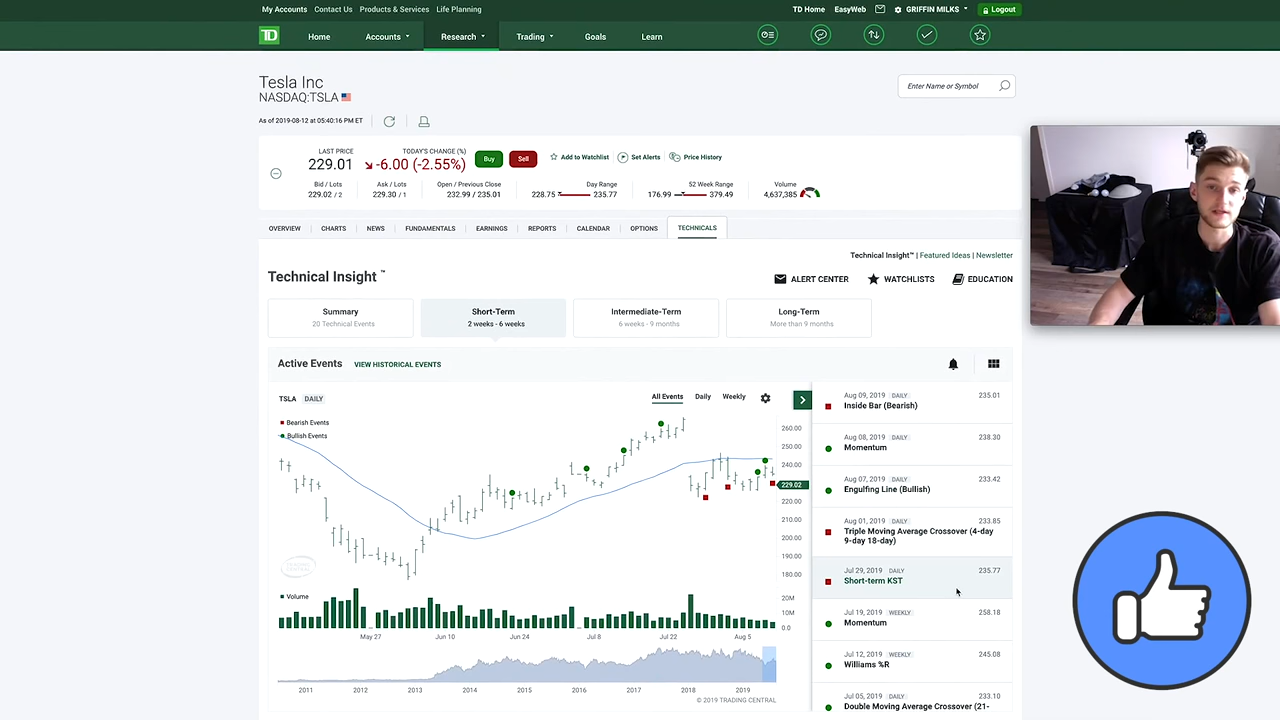 My Accounts Contact Us Products & Services Life Planning
TD Home EasyWeb GRIFFIN MILKS Logout
TD Home Accounts Research Trading Goals Learn
Tesla Inc
NASDAQ:TSLA
Enter Name or Symbol
As of 2019-08-12 at 05:40:16 PM ET
LAST PRICE
229.01
TODAY'S CHANGE (%)
-6.00 (-2.55%)
Buy Sell
Add to Watchlist Set Alerts Price History
Bid / Lots
229.02 / 2
Ask / Lots
229.30 / 1
Open / Previous Close
232.99 / 235.01
Day Range
228.75 235.77
52 Week Range
176.99 379.49
Volume
4,637,385
OVERVIEW CHARTS NEWS FUNDAMENTALS EARNINGS REPORTS CALENDAR OPTIONS TECHNICALS
Technical Insight™ | Featured Ideas | Newsletter
Technical Insight ™
ALERT CENTER WATCHLISTS EDUCATION
Summary
20 Technical Events
Short-Term
2 weeks - 6 weeks
Intermediate-Term
6 weeks - 9 months
Long-Term
More than 9 months
Active Events VIEW HISTORICAL EVENTS
TSLA DAILY
All Events Daily Weekly
Bearish Events
Bullish Events
260.00
250.00
240.00
229.02
220.00
210.00
200.00
190.00
180.00
Volume
20M
10M
0.0
May 27 Jun 10 Jun 24 Jul 8 Jul 22 Aug 5
2011 2012 2013 2014 2015 2016 2017 2018 2019
© 2019 TRADING CENTRAL
Aug 09, 2019 DAILY 235.01
Inside Bar (Bearish)
Aug 08, 2019 DAILY 238.30
Momentum
Aug 07, 2019 DAILY 233.42
Engulfing Line (Bullish)
Aug 01, 2019 DAILY 233.85
Triple Moving Average Crossover (4-day
9-day 18-day)
Jul 29, 2019 DAILY 235.77
Short-term KST
Jul 19, 2019 WEEKLY 258.18
Momentum
Jul 12, 2019 WEEKLY 245.08
Williams %R
Jul 05, 2019 DAILY 233.10
Double Moving Average Crossover (21-